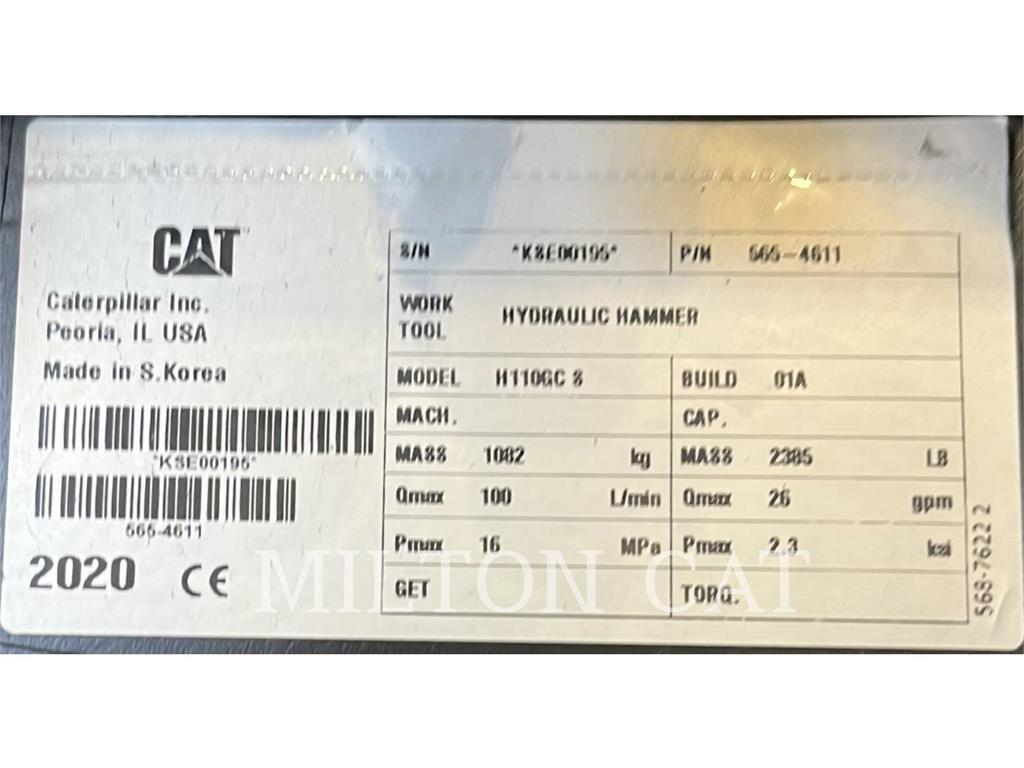 CAT
Caterpillar Inc.
Peoria, IL USA
Made in S.Korea
*KSE00195*
565-4611
2020 CE
S/N *KSE00195* P/N 565-4611
WORK TOOL HYDRAULIC HAMMER
MODEL H110GC S BUILD 01A
MACH. CAP.
MASS 1082 kg MASS 2385 LB
Qmax 100 L/min Qmax 26 gpm
Pmax 16 MPa Pmax 2.3 ksi
GET TORQ.
568-7622 2
MILTON CAT